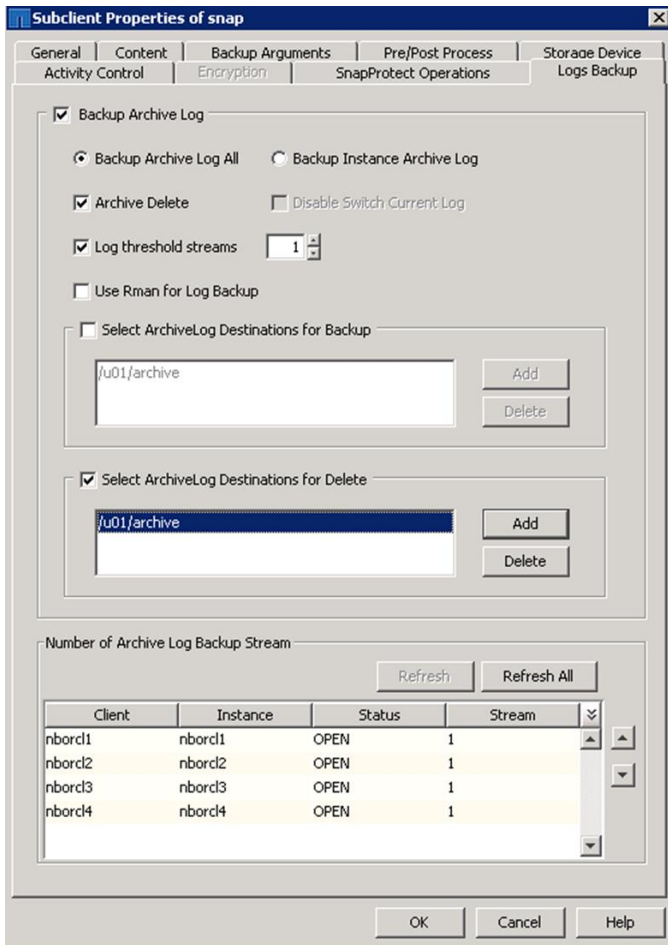 Subclient Properties of snap
General Content Backup Arguments Pre/Post Process Storage Device
Activity Control Encryption SnapProtect Operations Logs Backup
Backup Archive Log
Backup Archive Log All Backup Instance Archive Log
Archive Delete Disable Switch Current Log
Log threshold streams 1
Use Rman for Log Backup
Select ArchiveLog Destinations for Backup
/u01/archive Add
Delete
Select ArchiveLog Destinations for Delete
/u01/archive Add
Delete
Number of Archive Log Backup Stream
Refresh Refresh All
Client Instance Status Stream
nborcl1 nborcl1 OPEN 1
nborcl2 nborcl2 OPEN 1
nborcl3 nborcl3 OPEN 1
nborcl4 nborcl4 OPEN 1
OK Cancel Help